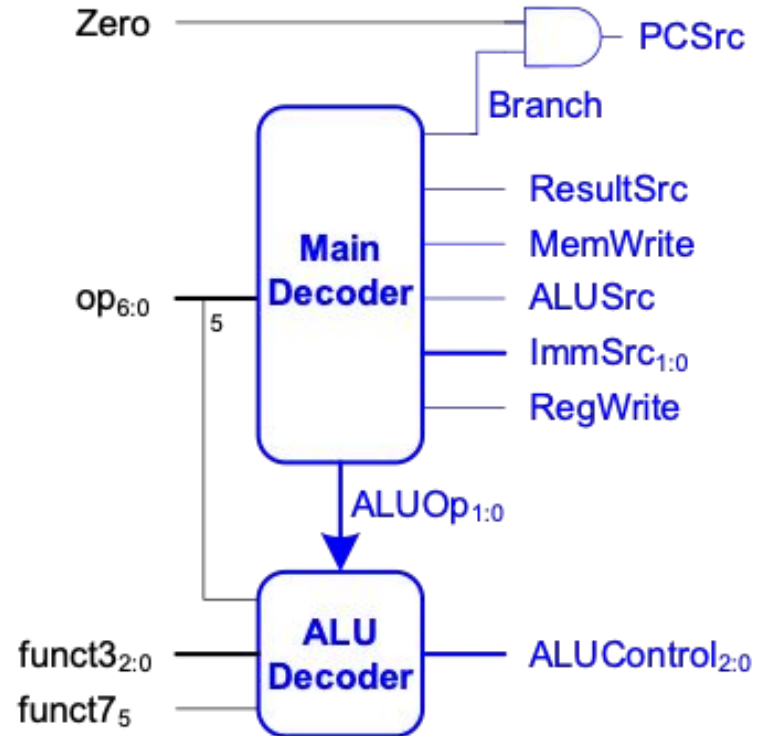 Zero
PCSrc
Branch
ResultSrc
Main
Decoder
MemWrite
op6:0
5
ALUSrc
ImmSrc1:0
RegWrite
ALUOp1:0
ALU
Decoder
funct32:0
funct75
ALUControl2:0